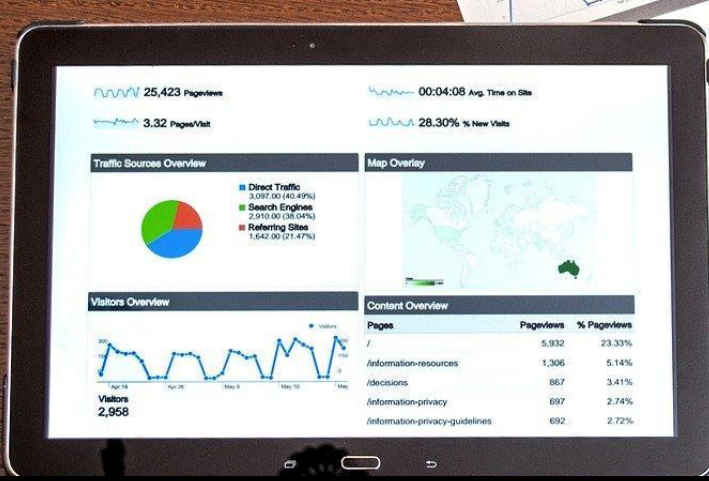 25,423 Pageviews
00:04:08 Avg. Time on Site
3.32 Pages/Visit
28.30% % New Visits
Traffic Sources Overview
Direct Traffic
3,097.00 (40.49%)
Search Engines
2,910.00 (38.04%)
Referring Sites
1,642.00 (21.47%)
Map Overlay
Visitors Overview
Visitors
300
150
150
0
Apr 19 Apr 26 May 3 May 10 May
Visitors
2,958
Content Overview
Pages Pageviews % Pageviews
/ 5,932 23.33%
/information-resources 1,306 5.14%
/decisions 867 3.41%
/information-privacy 697 2.74%
/information-privacy-guidelines 692 2.72%